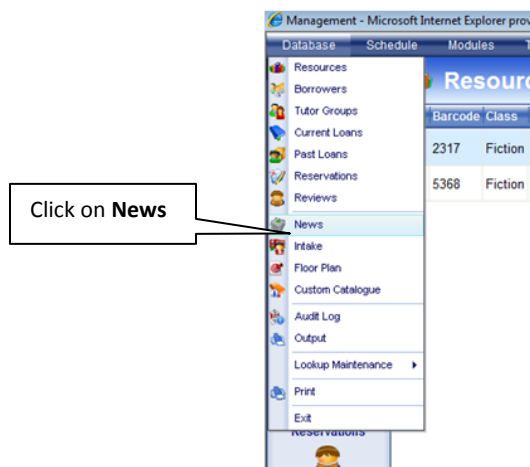 Management - Microsoft Internet Explorer prov
Database Schedule Modules
Resources
Borrowers
Tutor Groups
Current Loans
Past Loans
Reservations
Reviews
News
Intake
Floor Plan
Custom Catalogue
Audit Log
Output
Lookup Maintenance
Print
Exit
Resour
Barcode Class
2317 Fiction
5368 Fiction
Click on News
Reservations